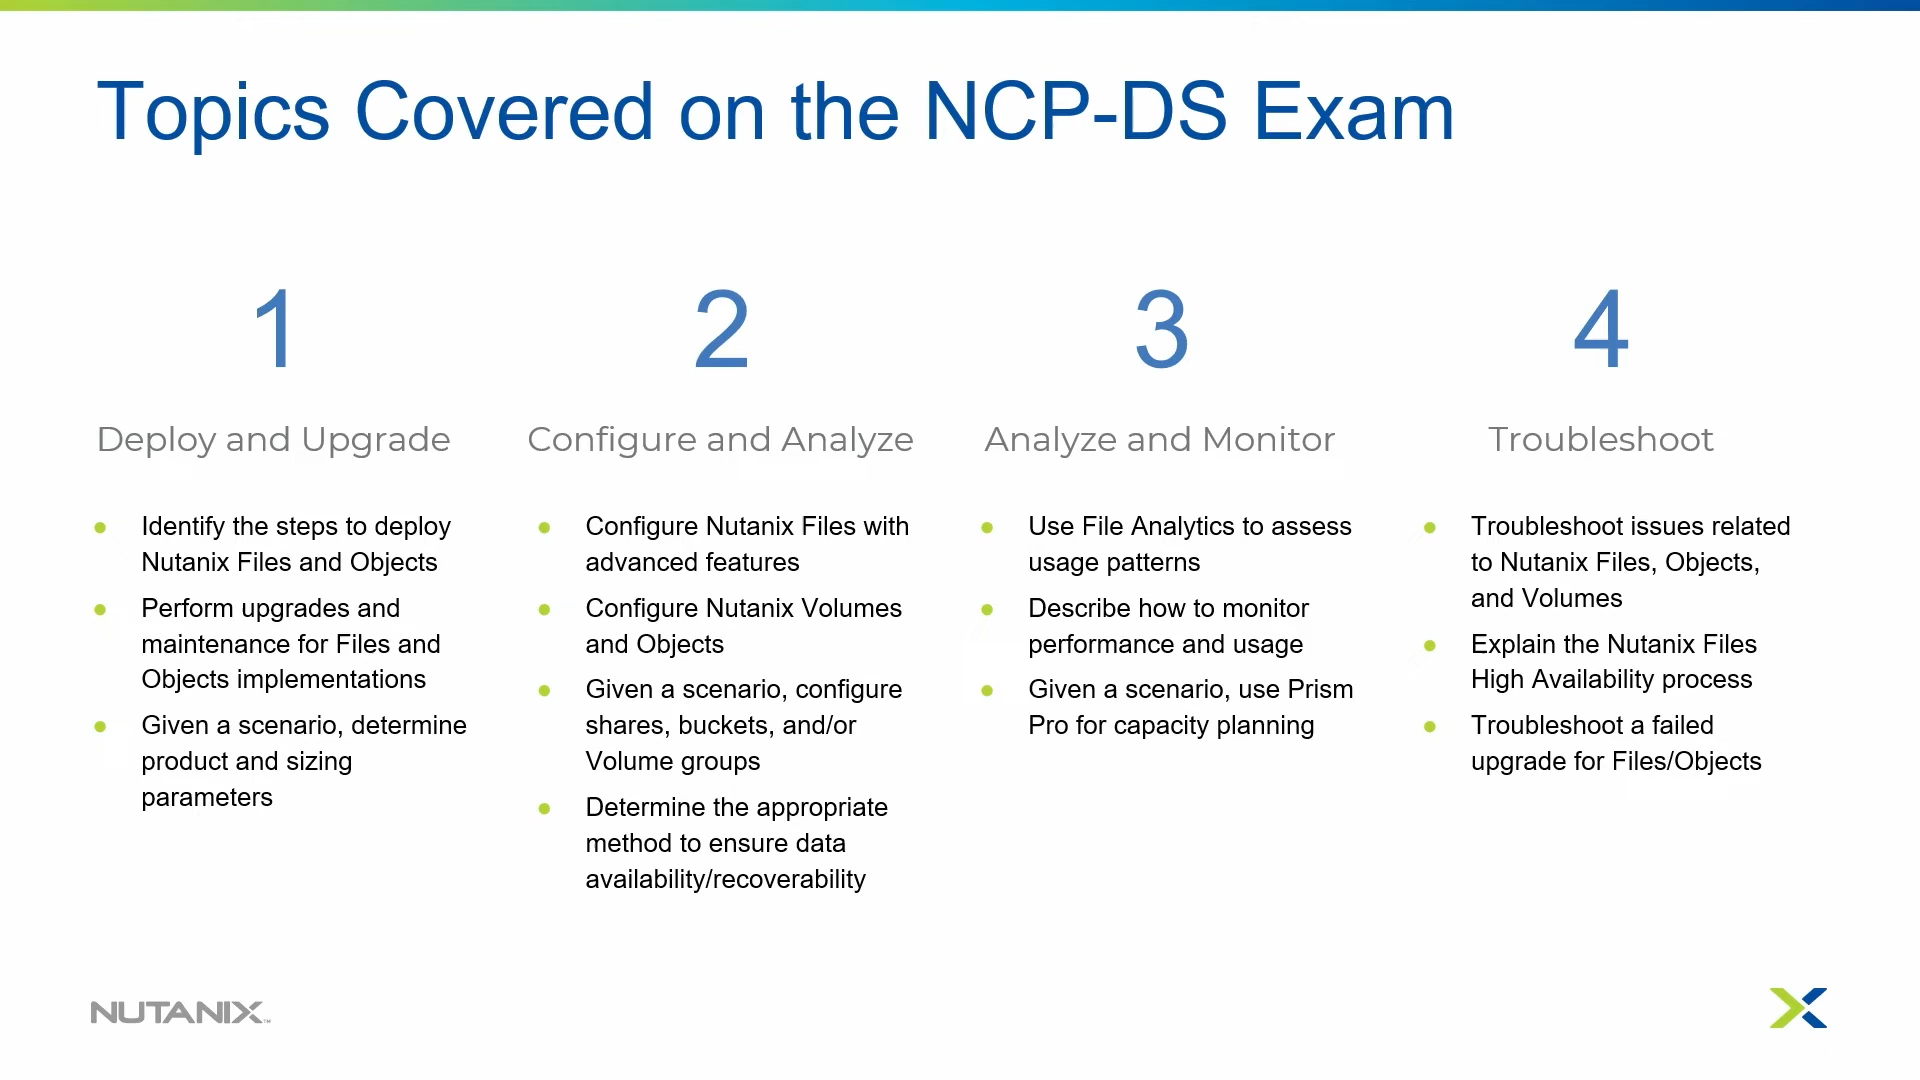 Topics Covered on the NCP-DS Exam
1
Deploy and Upgrade
● Identify the steps to deploy
Nutanix Files and Objects
● Perform upgrades and
maintenance for Files and
Objects implementations
● Given a scenario, determine
product and sizing
parameters
2
Configure and Analyze
● Configure Nutanix Files with
advanced features
● Configure Nutanix Volumes
and Objects
● Given a scenario, configure
shares, buckets, and/or
Volume groups
● Determine the appropriate
method to ensure data
availability/recoverability
3
Analyze and Monitor
● Use File Analytics to assess
usage patterns
● Describe how to monitor
performance and usage
● Given a scenario, use Prism
Pro for capacity planning
4
Troubleshoot
● Troubleshoot issues related
to Nutanix Files, Objects,
and Volumes
● Explain the Nutanix Files
High Availability process
● Troubleshoot a failed
upgrade for Files/Objects
NUTANIX™